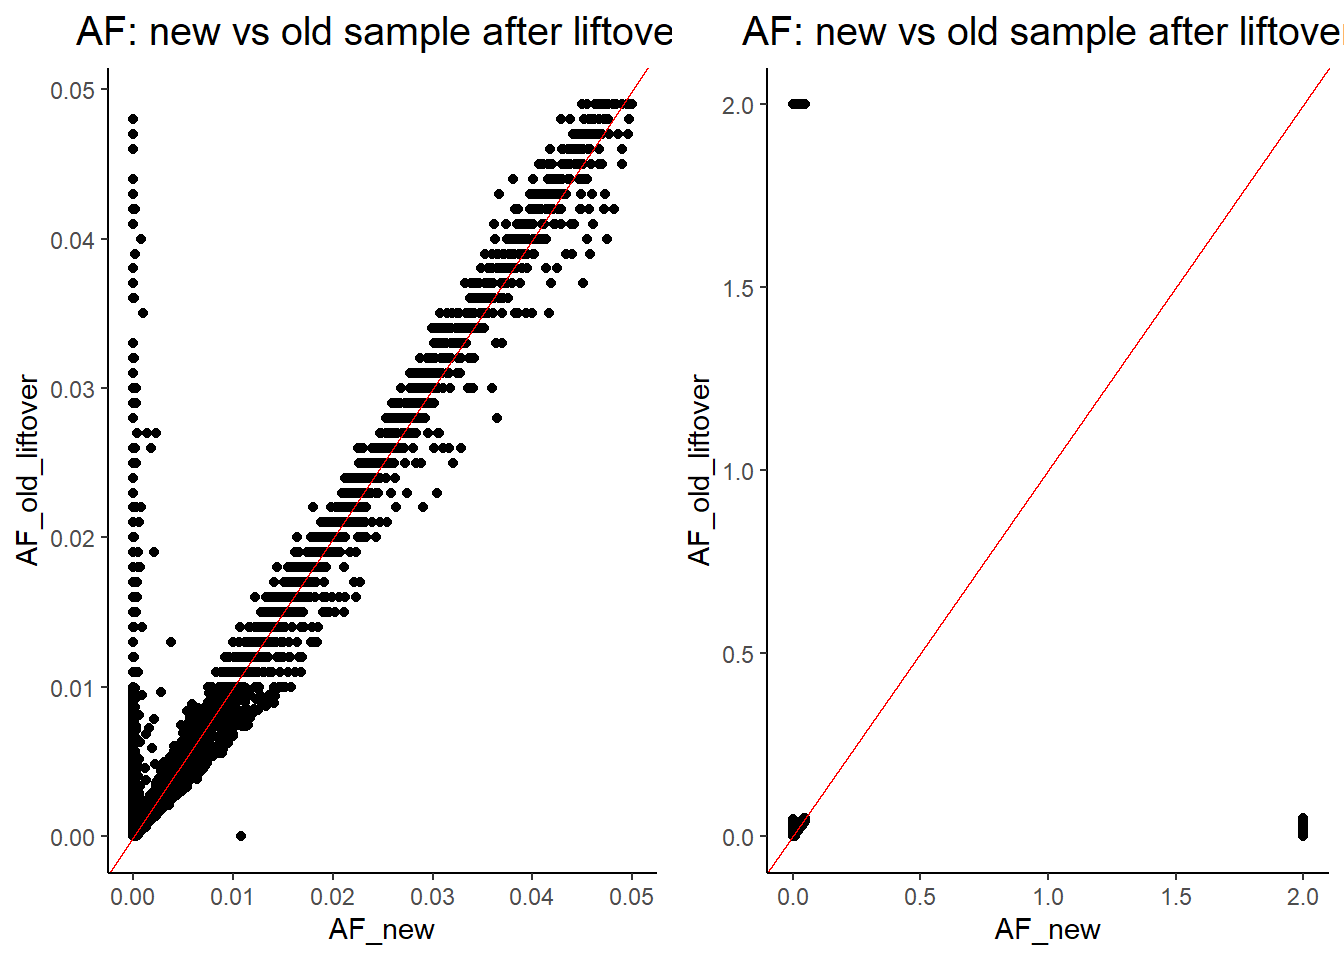 AF: new vs old sample after liftove
AF_old_liftover
0.05
0.04
0.03
0.02
0.01
0.00
0.00 0.01 0.02 0.03 0.04 0.05
AF_new
AF: new vs old sample after liftover
AF_old_liftover
2.0
1.5
1.0
0.5
0.0
0.0 0.5 1.0 1.5 2.0
AF_new